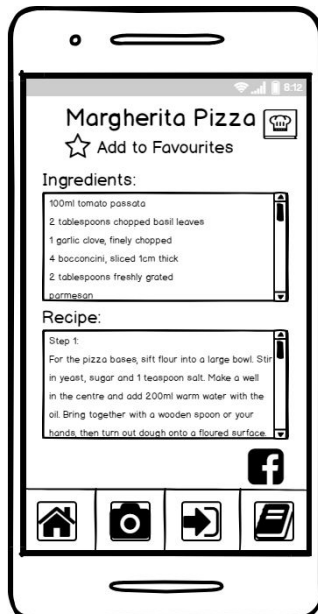 8:12
Margherita Pizza
Add to Favourites
Ingredients:
100ml tomato passata
2 tablespoons chopped basil leaves
1 garlic clove, finely chopped
4 bocconcini, sliced 1cm thick
2 tablespoons freshly grated
parmesan
Recipe:
Step 1:
For the pizza bases, sift flour into a large bowl. Stir
in yeast, sugar and 1 teaspoon salt. Make a well
in the centre and add 200ml warm water with the
oil. Bring together with a wooden spoon or your
hands, then turn out dough onto a floured surface.
f